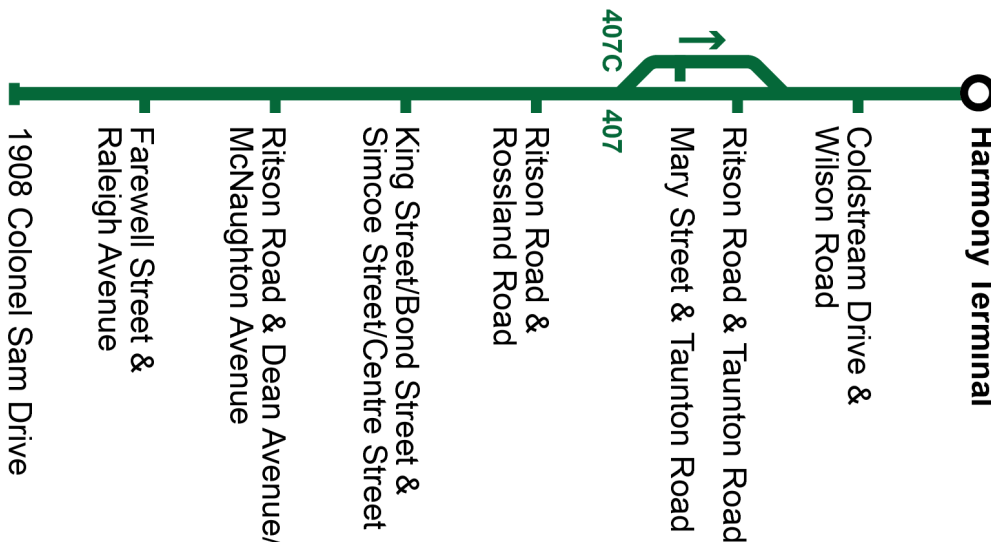 407C
407
1908 Colonel Sam Drive
Farewell Street &
Raleigh Avenue
Ritson Road & Dean Avenue/
McNaughton Avenue
King Street/Bond Street &
Simcoe Street/Centre Street
Ritson Road &
Rossland Road
Mary Street & Taunton Road
Ritson Road & Taunton Road
Coldstream Drive &
Wilson Road
Harmony Terminal